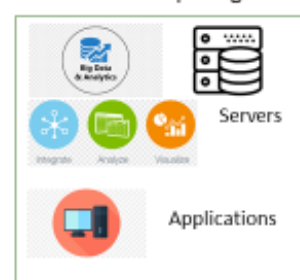 Big Data
& Analytics
Servers
Integrate Analyze Visualize
Applications